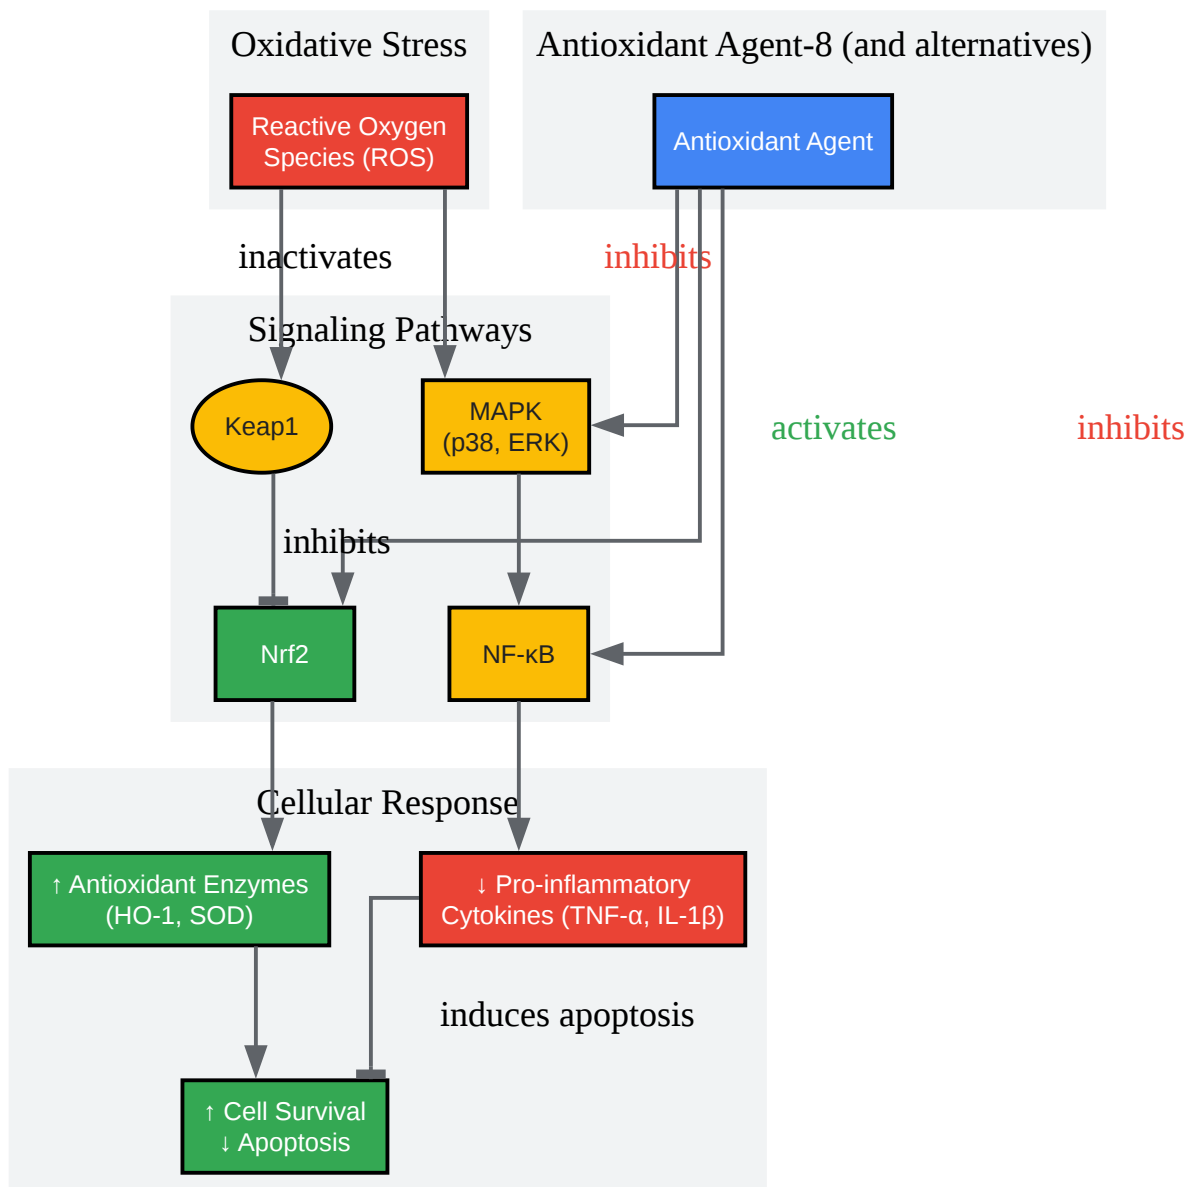 Oxidative Stress
Antioxidant Agent-8 (and alternatives)
Reactive Oxygen
Species (ROS)
Antioxidant Agent
inactivates
inhibits
Signaling Pathways
Keap1
MAPK
(p38, ERK)
activates
inhibits
inhibits
Nrf2
NF-κB
Cellular Response
↑ Antioxidant Enzymes
(HO-1, SOD)
↓ Pro-inflammatory
Cytokines (TNF-α, IL-1β)
induces apoptosis
↑ Cell Survival
↓ Apoptosis